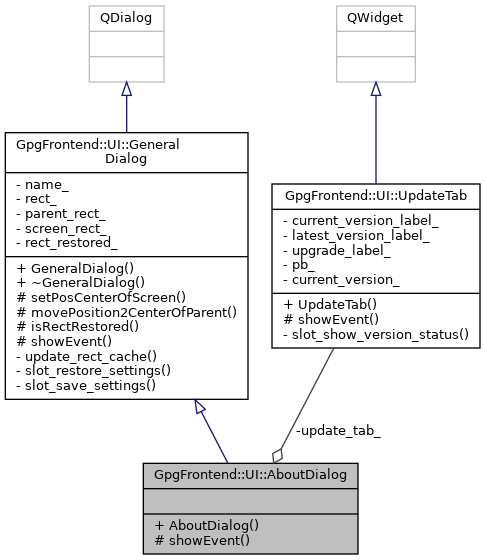 QDialog
QWidget
GpgFrontend::UI::General
Dialog
- name_
- rect_
- parent_rect_
- screen_rect_
- rect_restored_
+ GeneralDialog()
+ ~GeneralDialog()
# setPosCenterOfScreen()
# movePosition2CenterOfParent()
# isRectRestored()
# showEvent()
- update_rect_cache()
- slot_restore_settings()
- slot_save_settings()
GpgFrontend::UI::UpdateTab
- current_version_label_
- latest_version_label_
- upgrade_label_
- pb_
- current_version_
+ UpdateTab()
# showEvent()
- slot_show_version_status()
-update_tab_
GpgFrontend::UI::AboutDialog
+ AboutDialog()
# showEvent()